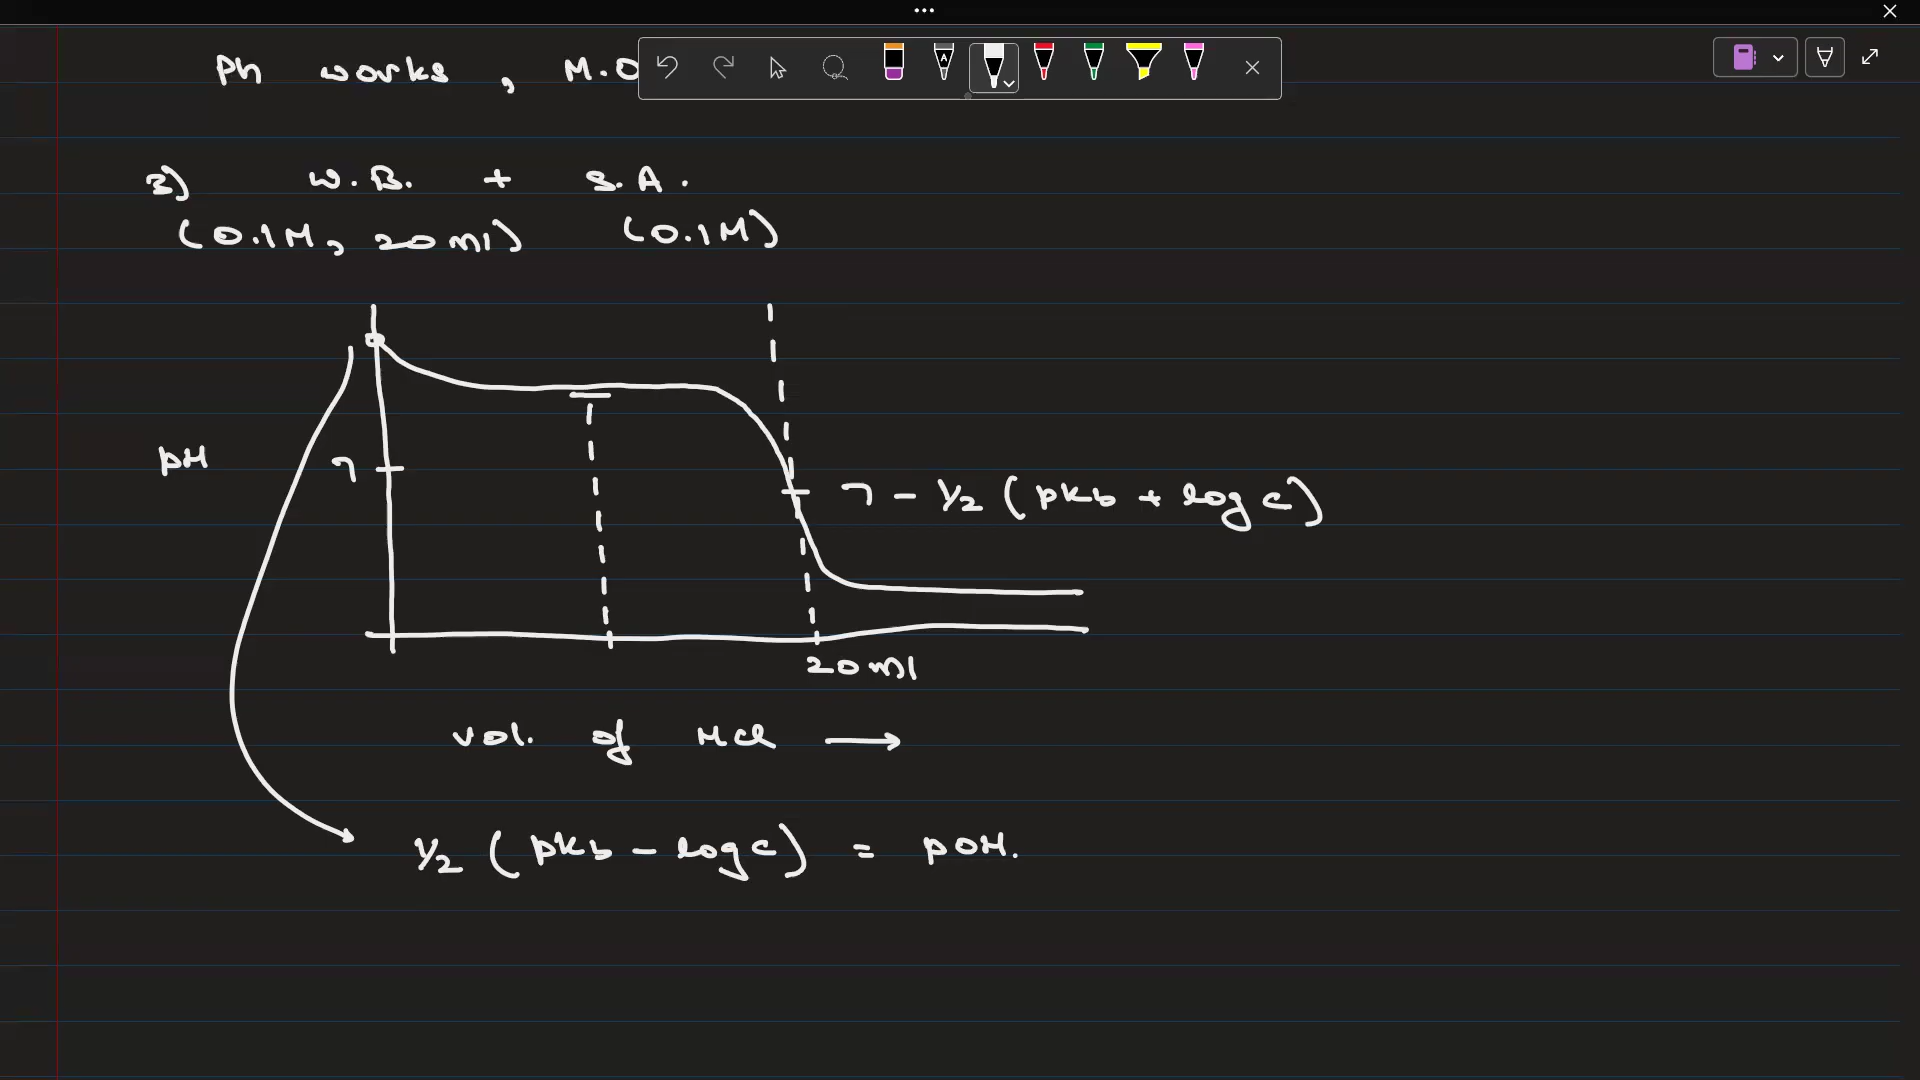 Ph works, M.O
3) W.B. + S.A.
(0.1M, 20ml) (0.1M)
pH
7
7 - 1/2 (pkb + log c)
20ml
vol. of HCl →
1/2 (pkb - log c) = pOH.